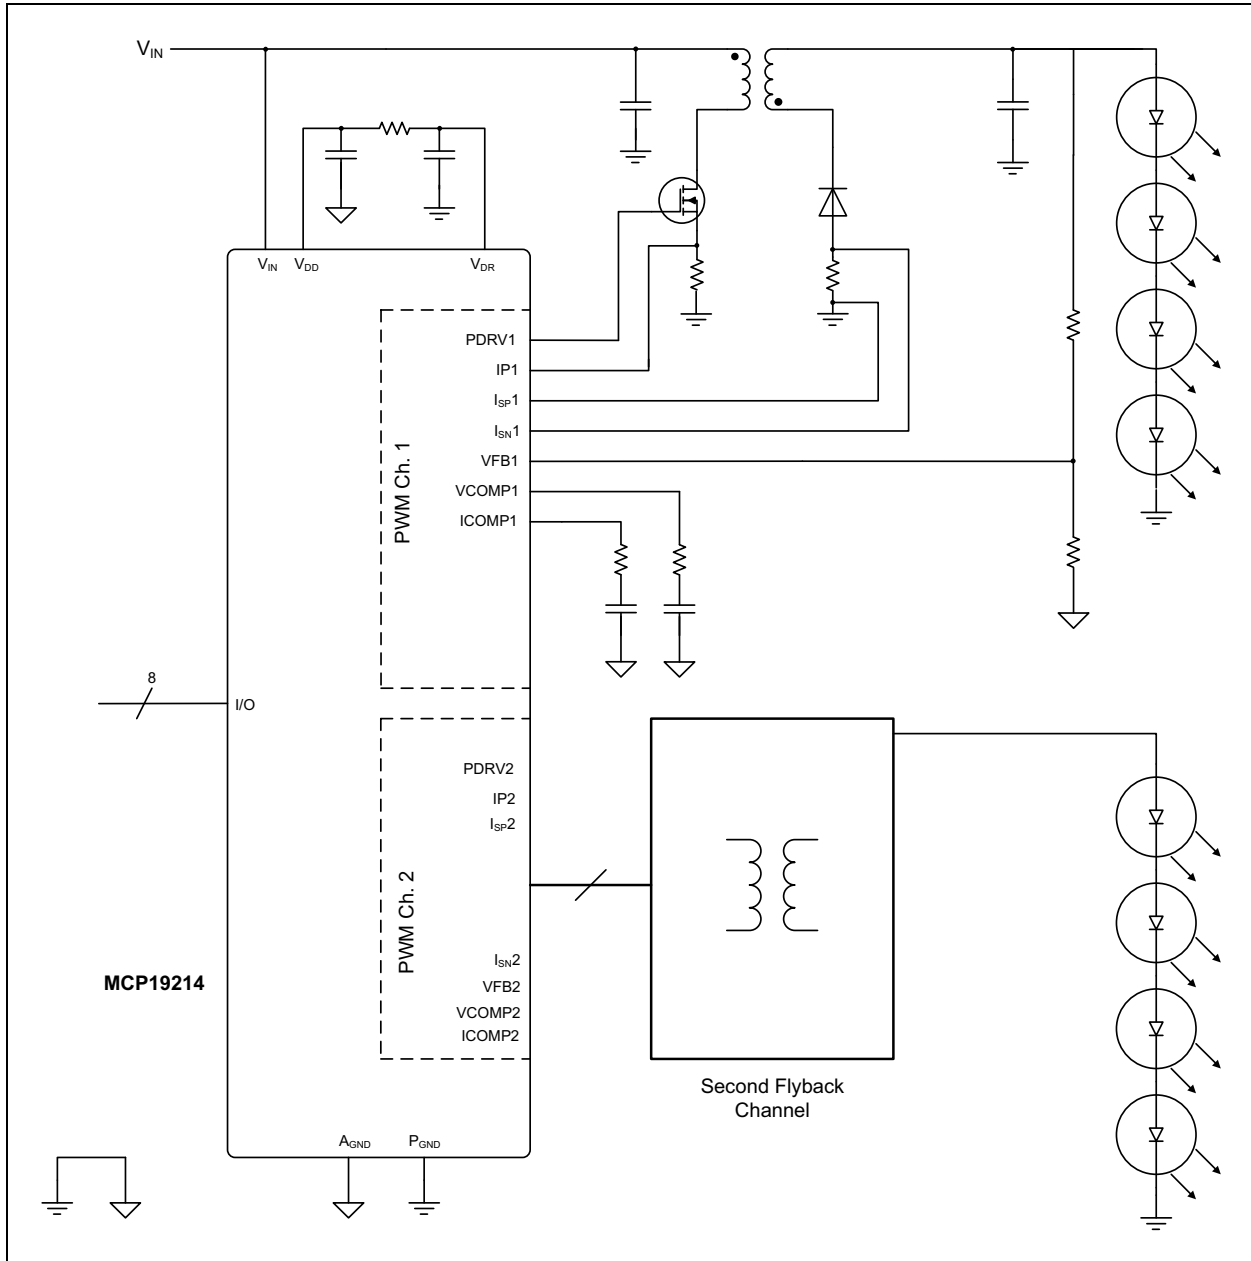 VIN
VIN
VDD
VDR
PDRV1
IP1
ISP1
ISN1
VFB1
VCOMP1
ICOMP1
PWM Ch. 1
8
I/O
PDRV2
IP2
ISP2
PWM Ch. 2
ISN2
VFB2
VCOMP2
ICOMP2
MCP19214
Second Flyback
Channel
AGND
PGND